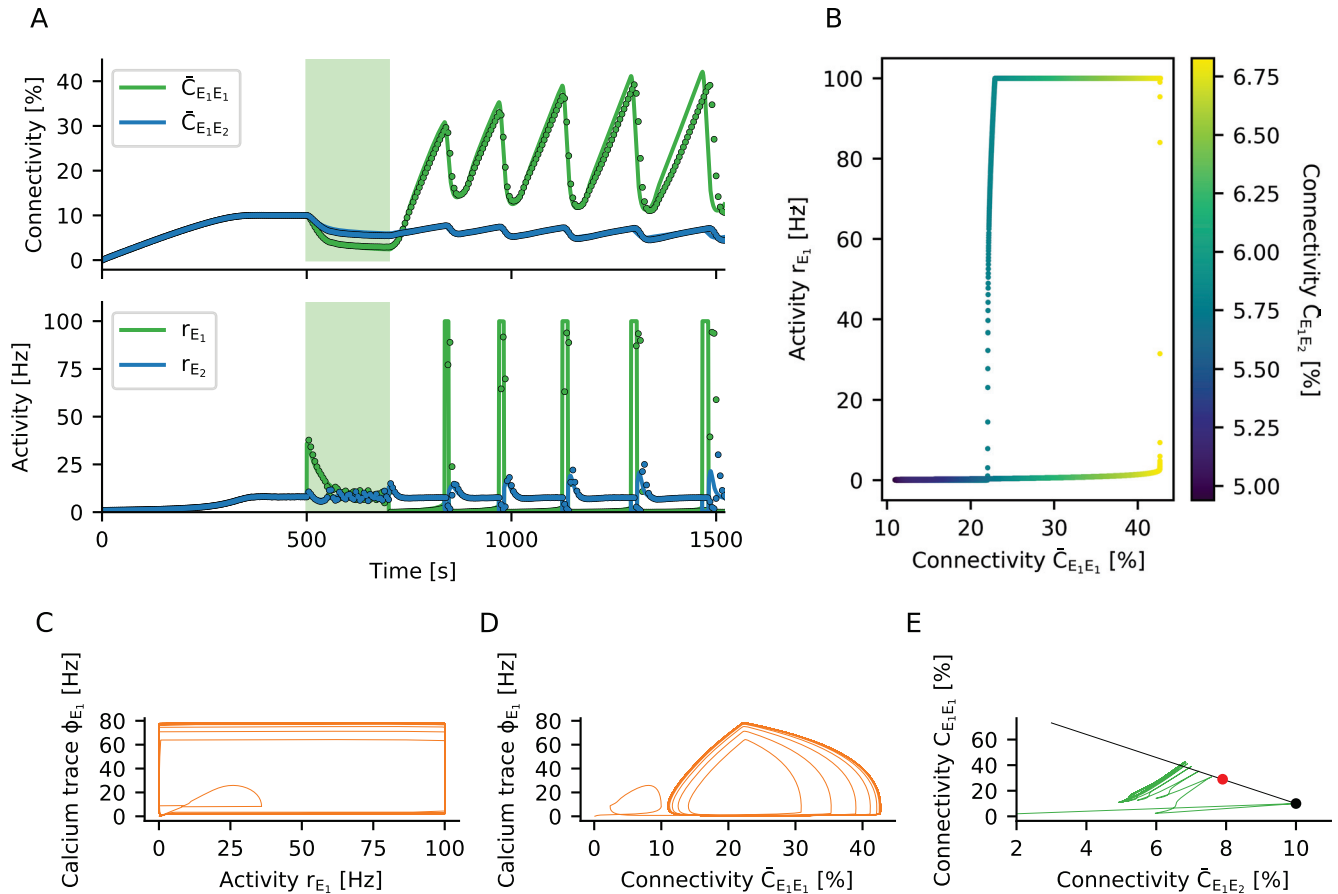 A
Connectivity [%]
40
30
20
10
0
C̄E₁E₁
C̄E₁E₂
Activity [Hz]
100
75
50
25
0
rE₁
rE₂
0
500
1000
1500
Time [s]
B
Activity rE₁ [Hz]
100
80
60
40
20
0
10
20
30
40
Connectivity C̄E₁E₁ [%]
6.75
6.50
6.25
6.00
5.75
5.50
5.25
5.00
Connectivity C̄E₁E₂ [%]
C
Calcium trace ϕE₁ [Hz]
80
60
40
20
0
0
25
50
75
100
Activity rE₁ [Hz]
D
Calcium trace ϕE₁ [Hz]
80
60
40
20
0
0
10
20
30
40
Connectivity C̄E₁E₁ [%]
E
Connectivity CE₁E₁ [%]
60
40
20
0
2
4
6
8
10
Connectivity C̄E₁E₂ [%]